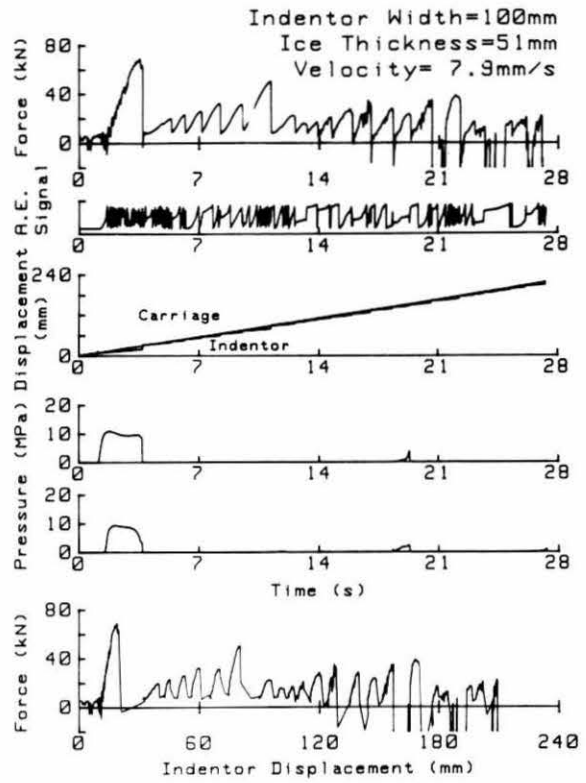 Indentor Width=100mm
Ice Thickness=51mm
Velocity= 7.9mm/s
Force (kN)
80
40
0
0 7 14 21 28
A.E.
Signal
0 7 14 21 28
Displacement
(mm)
240
0
Carriage
Indentor
0 7 14 21 28
Pressure (MPa)
20
10
0
0 7 14 21 28
20
10
0
0 7 14 21 28
Time (s)
Force (kN)
80
40
0
0 60 120 180 240
Indentor Displacement (mm)